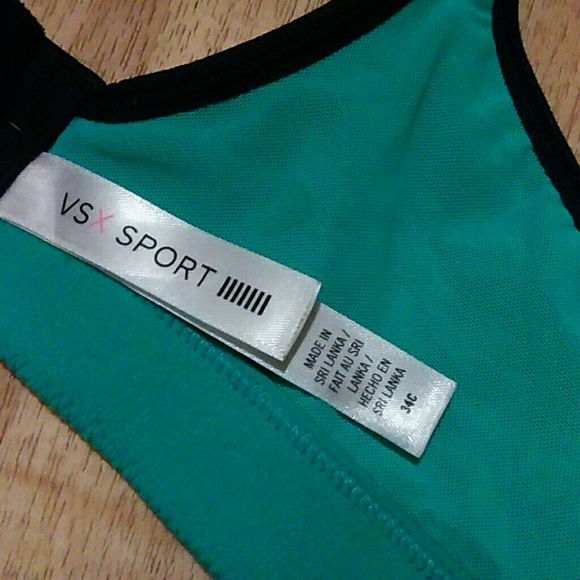 VSX SPORT
MADE IN
SRI LANKA /
FAIT AU SRI
LANKA /
HECHO EN
SRI LANKA
34C